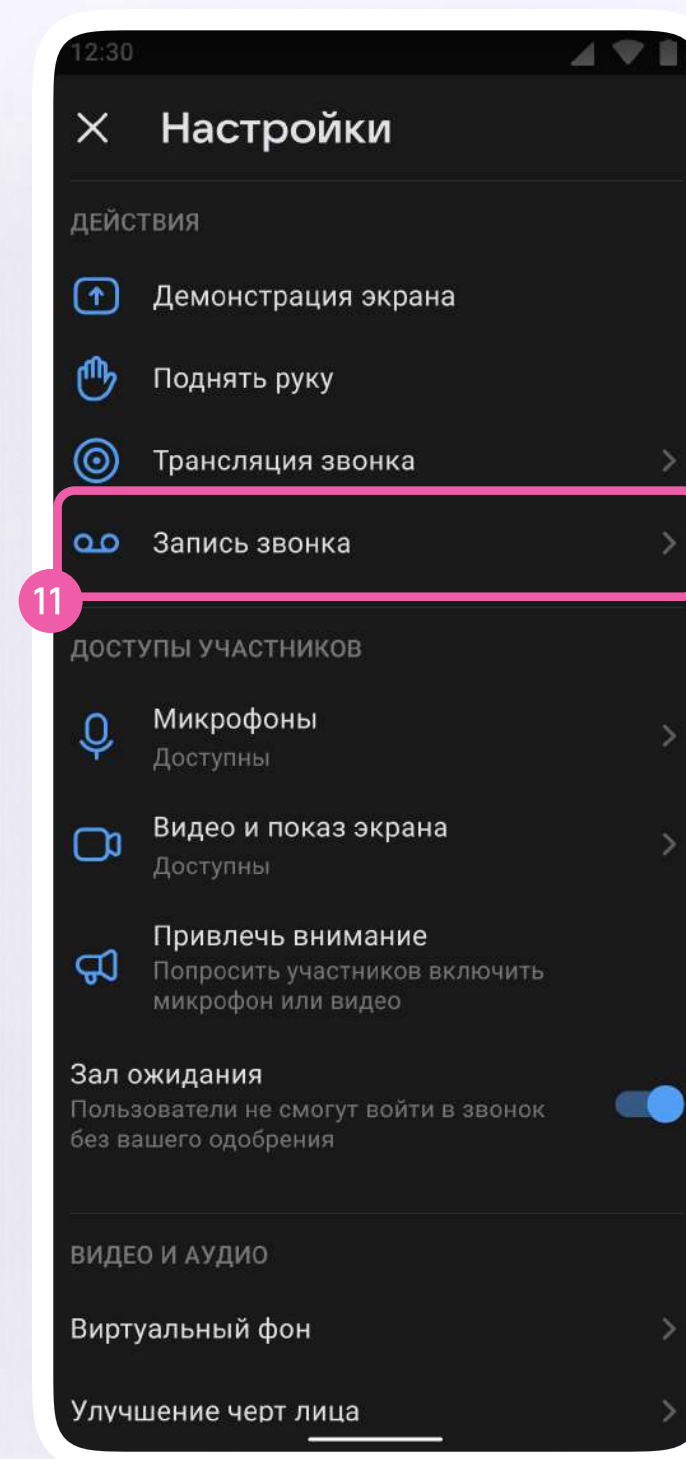 12:30
Настройки
ДЕЙСТВИЯ
Демонстрация экрана
Поднять руку
Трансляция звонка
Запись звонка
11
ДОСТУПЫ УЧАСТНИКОВ
Микрофоны
Доступны
Видео и показ экрана
Доступны
Привлечь внимание
Попросить участников включить
микрофон или видео
Зал ожидания
Пользователи не смогут войти в звонок
без вашего одобрения
ВИДЕО И АУДИО
Виртуальный фон
Улучшение черт лица